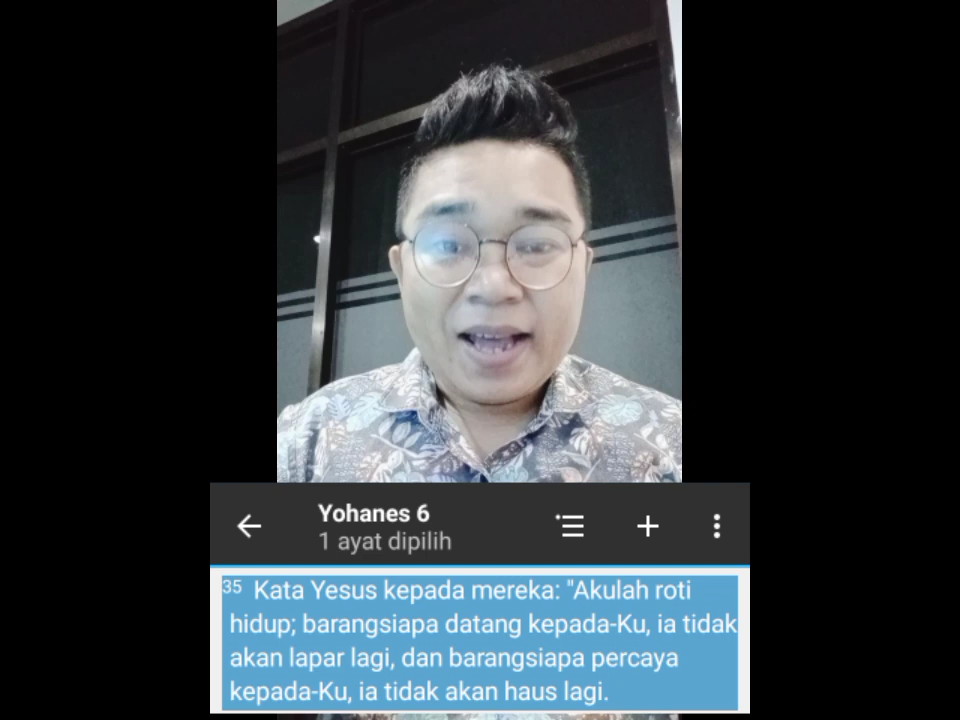 Yohanes 6
1 ayat dipilih
35 Kata Yesus kepada mereka: "Akulah roti
hidup; barangsiapa datang kepada-Ku, ia tidak
akan lapar lagi, dan barangsiapa percaya
kepada-Ku, ia tidak akan haus lagi.